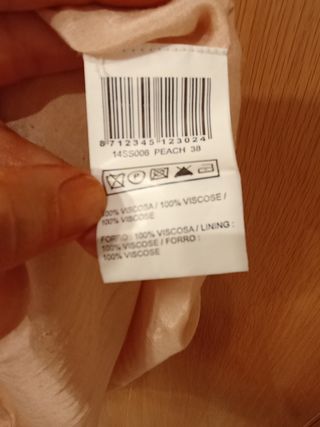 8 712345 123024
14SS006 PEACH 38
P
100% VISCOSA / 100% VISCOSE /
100% VISCOSE
FORRO : 100% VISCOSA / LINING :
100% VISCOSE / FORRO :
100% VISCOSE